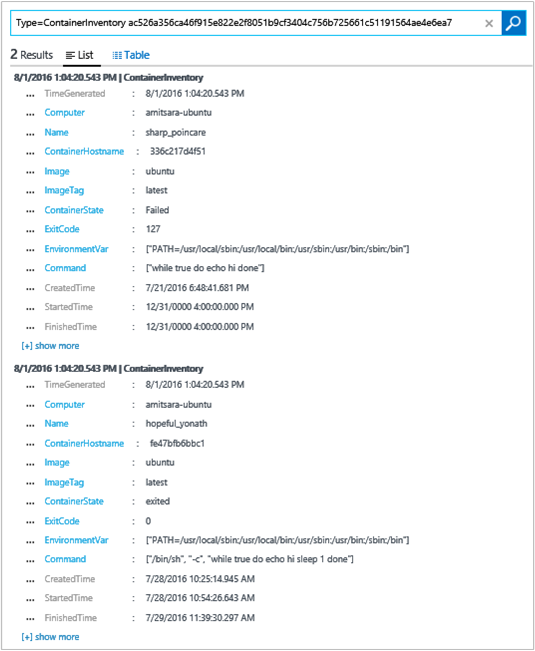 Type=ContainerInventory ac526a356ca46f915e822e2f8051b9cf3404c756b725661c51191564ae4e6ea7
2 Results List Table
8/1/2016 1:04:20.543 PM | ContainerInventory
... TimeGenerated : 8/1/2016 1:04:20.543 PM
... Computer : amitsara-ubuntu
... Name : sharp_poincare
... ContainerHostname : 336c217d4f51
... Image : ubuntu
... ImageTag : latest
... ContainerState : Failed
... ExitCode : 127
... EnvironmentVar : ["PATH=/usr/local/sbin:/usr/local/bin:/usr/sbin:/usr/bin:/sbin:/bin"]
... Command : ["while true do echo hi done"]
... CreatedTime : 7/21/2016 6:48:41.681 PM
... StartedTime : 12/31/0000 4:00:00.000 PM
... FinishedTime : 12/31/0000 4:00:00.000 PM
[+] show more
8/1/2016 1:04:20.543 PM | ContainerInventory
... TimeGenerated : 8/1/2016 1:04:20.543 PM
... Computer : amitsara-ubuntu
... Name : hopeful_yonath
... ContainerHostname : fe47bfb6bbc1
... Image : ubuntu
... ImageTag : latest
... ContainerState : exited
... ExitCode : 0
... EnvironmentVar : ["PATH=/usr/local/sbin:/usr/local/bin:/usr/sbin:/usr/bin:/sbin:/bin"]
... Command : ["/bin/sh", "-c", "while true do echo hi sleep 1 done"]
... CreatedTime : 7/28/2016 10:25:14.945 AM
... StartedTime : 7/28/2016 10:54:26.643 AM
... FinishedTime : 7/29/2016 11:39:30.297 AM
[+] show more